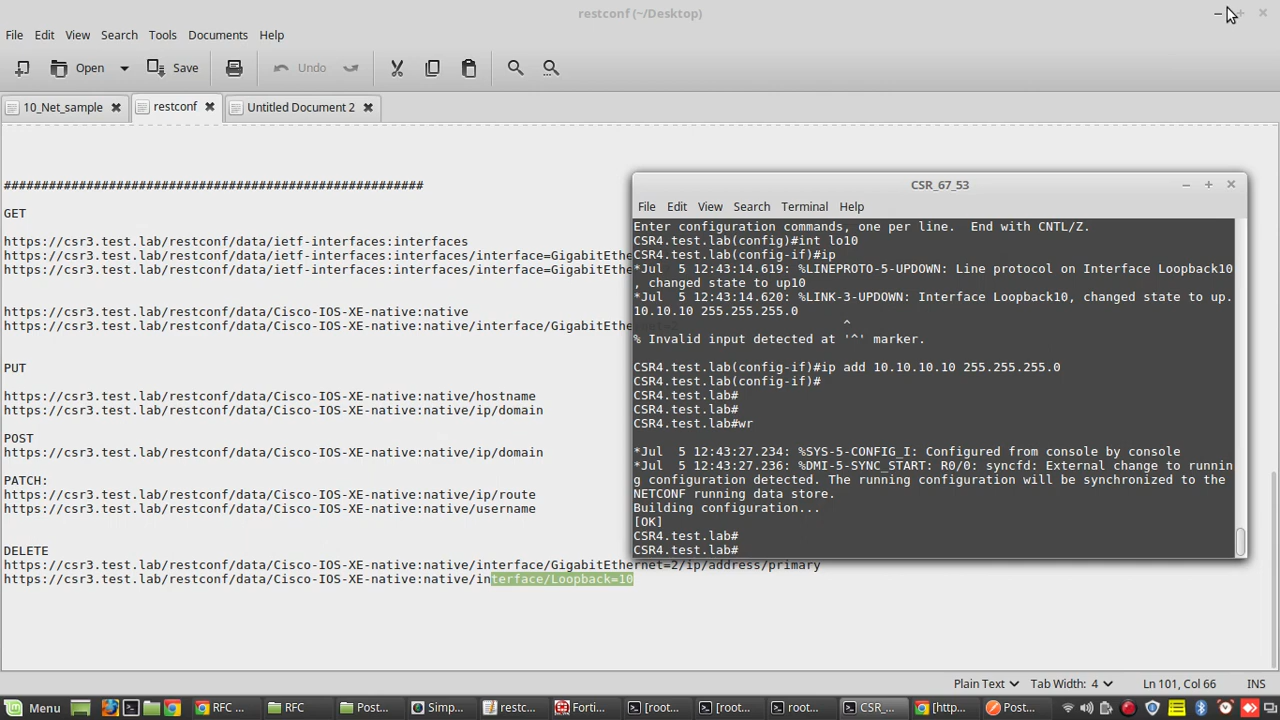 restconf (~/Desktop)
File Edit View Search Tools Documents Help
Open Save Undo
10_Net_sample restconf Untitled Document 2
########################################################
GET
https://csr3.test.lab/restconf/data/ietf-interfaces:interfaces
https://csr3.test.lab/restconf/data/ietf-interfaces:interfaces/interface=GigabitEthe
https://csr3.test.lab/restconf/data/ietf-interfaces:interfaces/interface=GigabitEthe
https://csr3.test.lab/restconf/data/Cisco-IOS-XE-native:native
https://csr3.test.lab/restconf/data/Cisco-IOS-XE-native:native/interface/GigabitEthernet=2
PUT
https://csr3.test.lab/restconf/data/Cisco-IOS-XE-native:native/hostname
https://csr3.test.lab/restconf/data/Cisco-IOS-XE-native:native/ip/domain
POST
https://csr3.test.lab/restconf/data/Cisco-IOS-XE-native:native/ip/domain
PATCH:
https://csr3.test.lab/restconf/data/Cisco-IOS-XE-native:native/ip/route
https://csr3.test.lab/restconf/data/Cisco-IOS-XE-native:native/username
DELETE
https://csr3.test.lab/restconf/data/Cisco-IOS-XE-native:native/interface/GigabitEthernet=2/ip/address/primary
https://csr3.test.lab/restconf/data/Cisco-IOS-XE-native:native/interface/Loopback=10
CSR_67_53
File Edit View Search Terminal Help
Enter configuration commands, one per line.  End with CNTL/Z.
CSR4.test.lab(config)#int lo10
CSR4.test.lab(config-if)#ip
*Jul  5 12:43:14.619: %LINEPROTO-5-UPDOWN: Line protocol on Interface Loopback10
, changed state to up10
*Jul  5 12:43:14.620: %LINK-3-UPDOWN: Interface Loopback10, changed state to up.
10.10.10 255.255.255.0
^
% Invalid input detected at '^' marker.
CSR4.test.lab(config-if)#ip add 10.10.10.10 255.255.255.0
CSR4.test.lab(config-if)#
CSR4.test.lab#
CSR4.test.lab#
CSR4.test.lab#wr
*Jul  5 12:43:27.234: %SYS-5-CONFIG_I: Configured from console by console
*Jul  5 12:43:27.236: %DMI-5-SYNC_START: R0/0: syncfd: External change to runnin
g configuration detected. The running configuration will be synchronized to the
NETCONF running data store.
Building configuration...
[OK]
CSR4.test.lab#
CSR4.test.lab#
Plain Text Tab Width: 4 Ln 101, Col 66 INS
Menu RFC ... RFC Post... Simp... restc... Forti... [root... [root... root... CSR_... [http... Post...